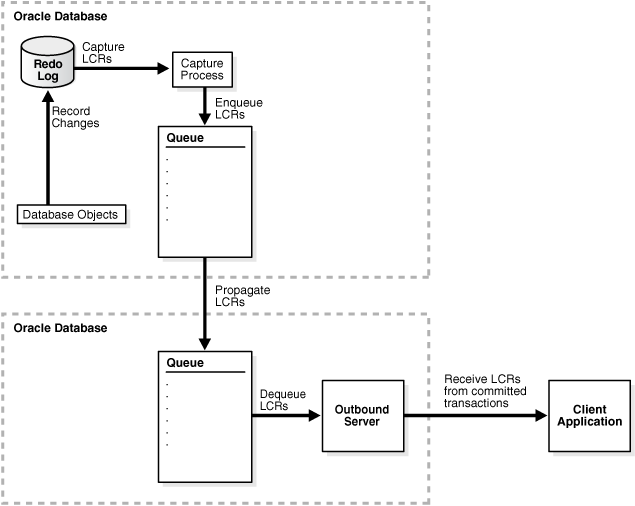 Oracle Database
Capture
LCRs
Redo
Log
Capture
Process
Enqueue
LCRs
Record
Changes
Queue
.
.
.
.
.
.
Database Objects
Propagate
LCRs
Oracle Database
Queue
.
.
.
.
.
.
Dequeue
LCRs
Outbound
Server
Receive LCRs
from committed
transactions
Client
Application